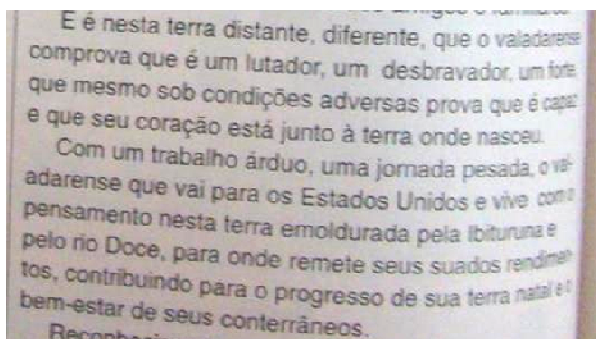 E é nesta terra distante, diferente, que o valadarense
comprova que é um lutador, um desbravador, um forte
que mesmo sob condições adversas prova que é capaz
e que seu coração está junto à terra onde nasceu.
Com um trabalho árduo, uma jornada pesada, o val-
adarense que vai para os Estados Unidos e vive com o
pensamento nesta terra emoldurada pela Ibituruna e
pelo rio Doce, para onde remete seus suados rendimen-
tos, contribuindo para o progresso de sua terra natal e o
bem-estar de seus conterrâneos.